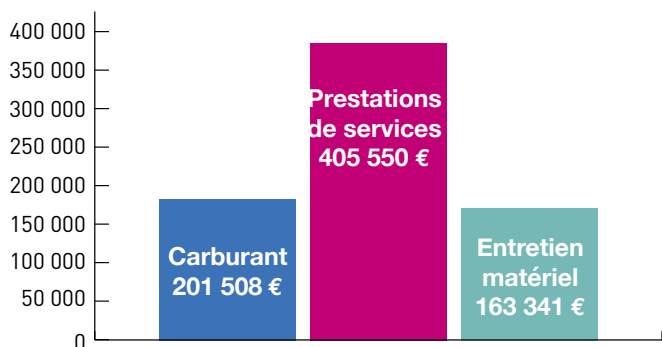 400 000
350 000
300 000
250 000
200 000
150 000
100 000
50 000
0
Carburant
201 508 €
Prestations
de services
405 550 €
Entretien
matériel
163 341 €